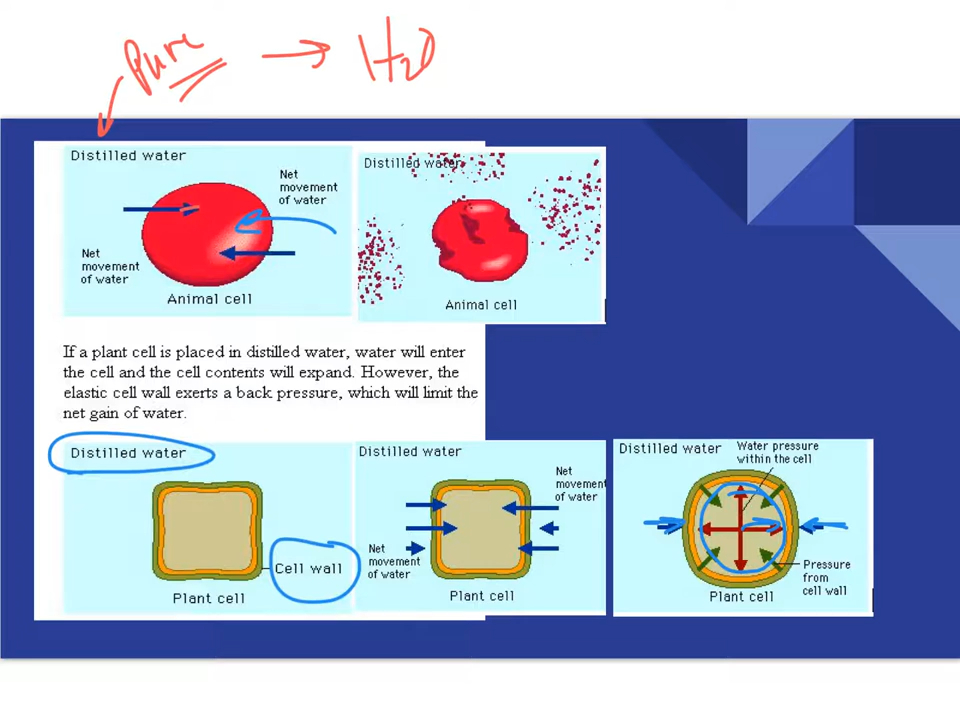 Pure → H₂O
Distilled water
Net
movement
of water
Net
movement
of water
Animal cell
Distilled water
Animal cell
If a plant cell is placed in distilled water, water will enter
the cell and the cell contents will expand. However, the
elastic cell wall exerts a back pressure, which will limit the
net gain of water.
Distilled water
Cell wall
Plant cell
Distilled water
Net
movement
of water
Net
movement
of water
Plant cell
Distilled water
Water pressure
within the cell
Pressure
from
cell wall
Plant cell